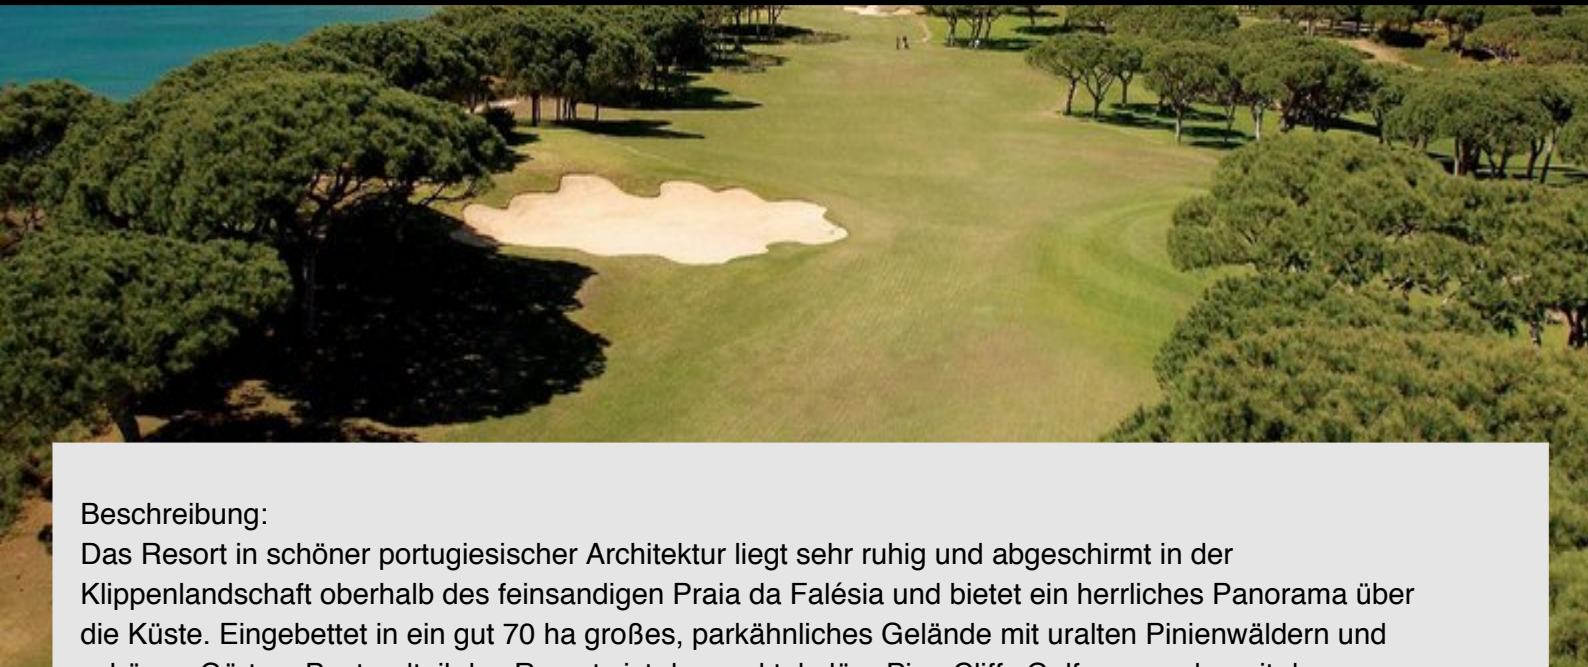 Beschreibung:
Das Resort in schöner portugiesischer Architektur liegt sehr ruhig und abgeschirmt in der
Klippenlandschaft oberhalb des feinsandigen Praia da Falésia und bietet ein herrliches Panorama über
die Küste. Eingebettet in ein gut 70 ha großes, parkähnliches Gelände mit uralten Pinienwäldern und